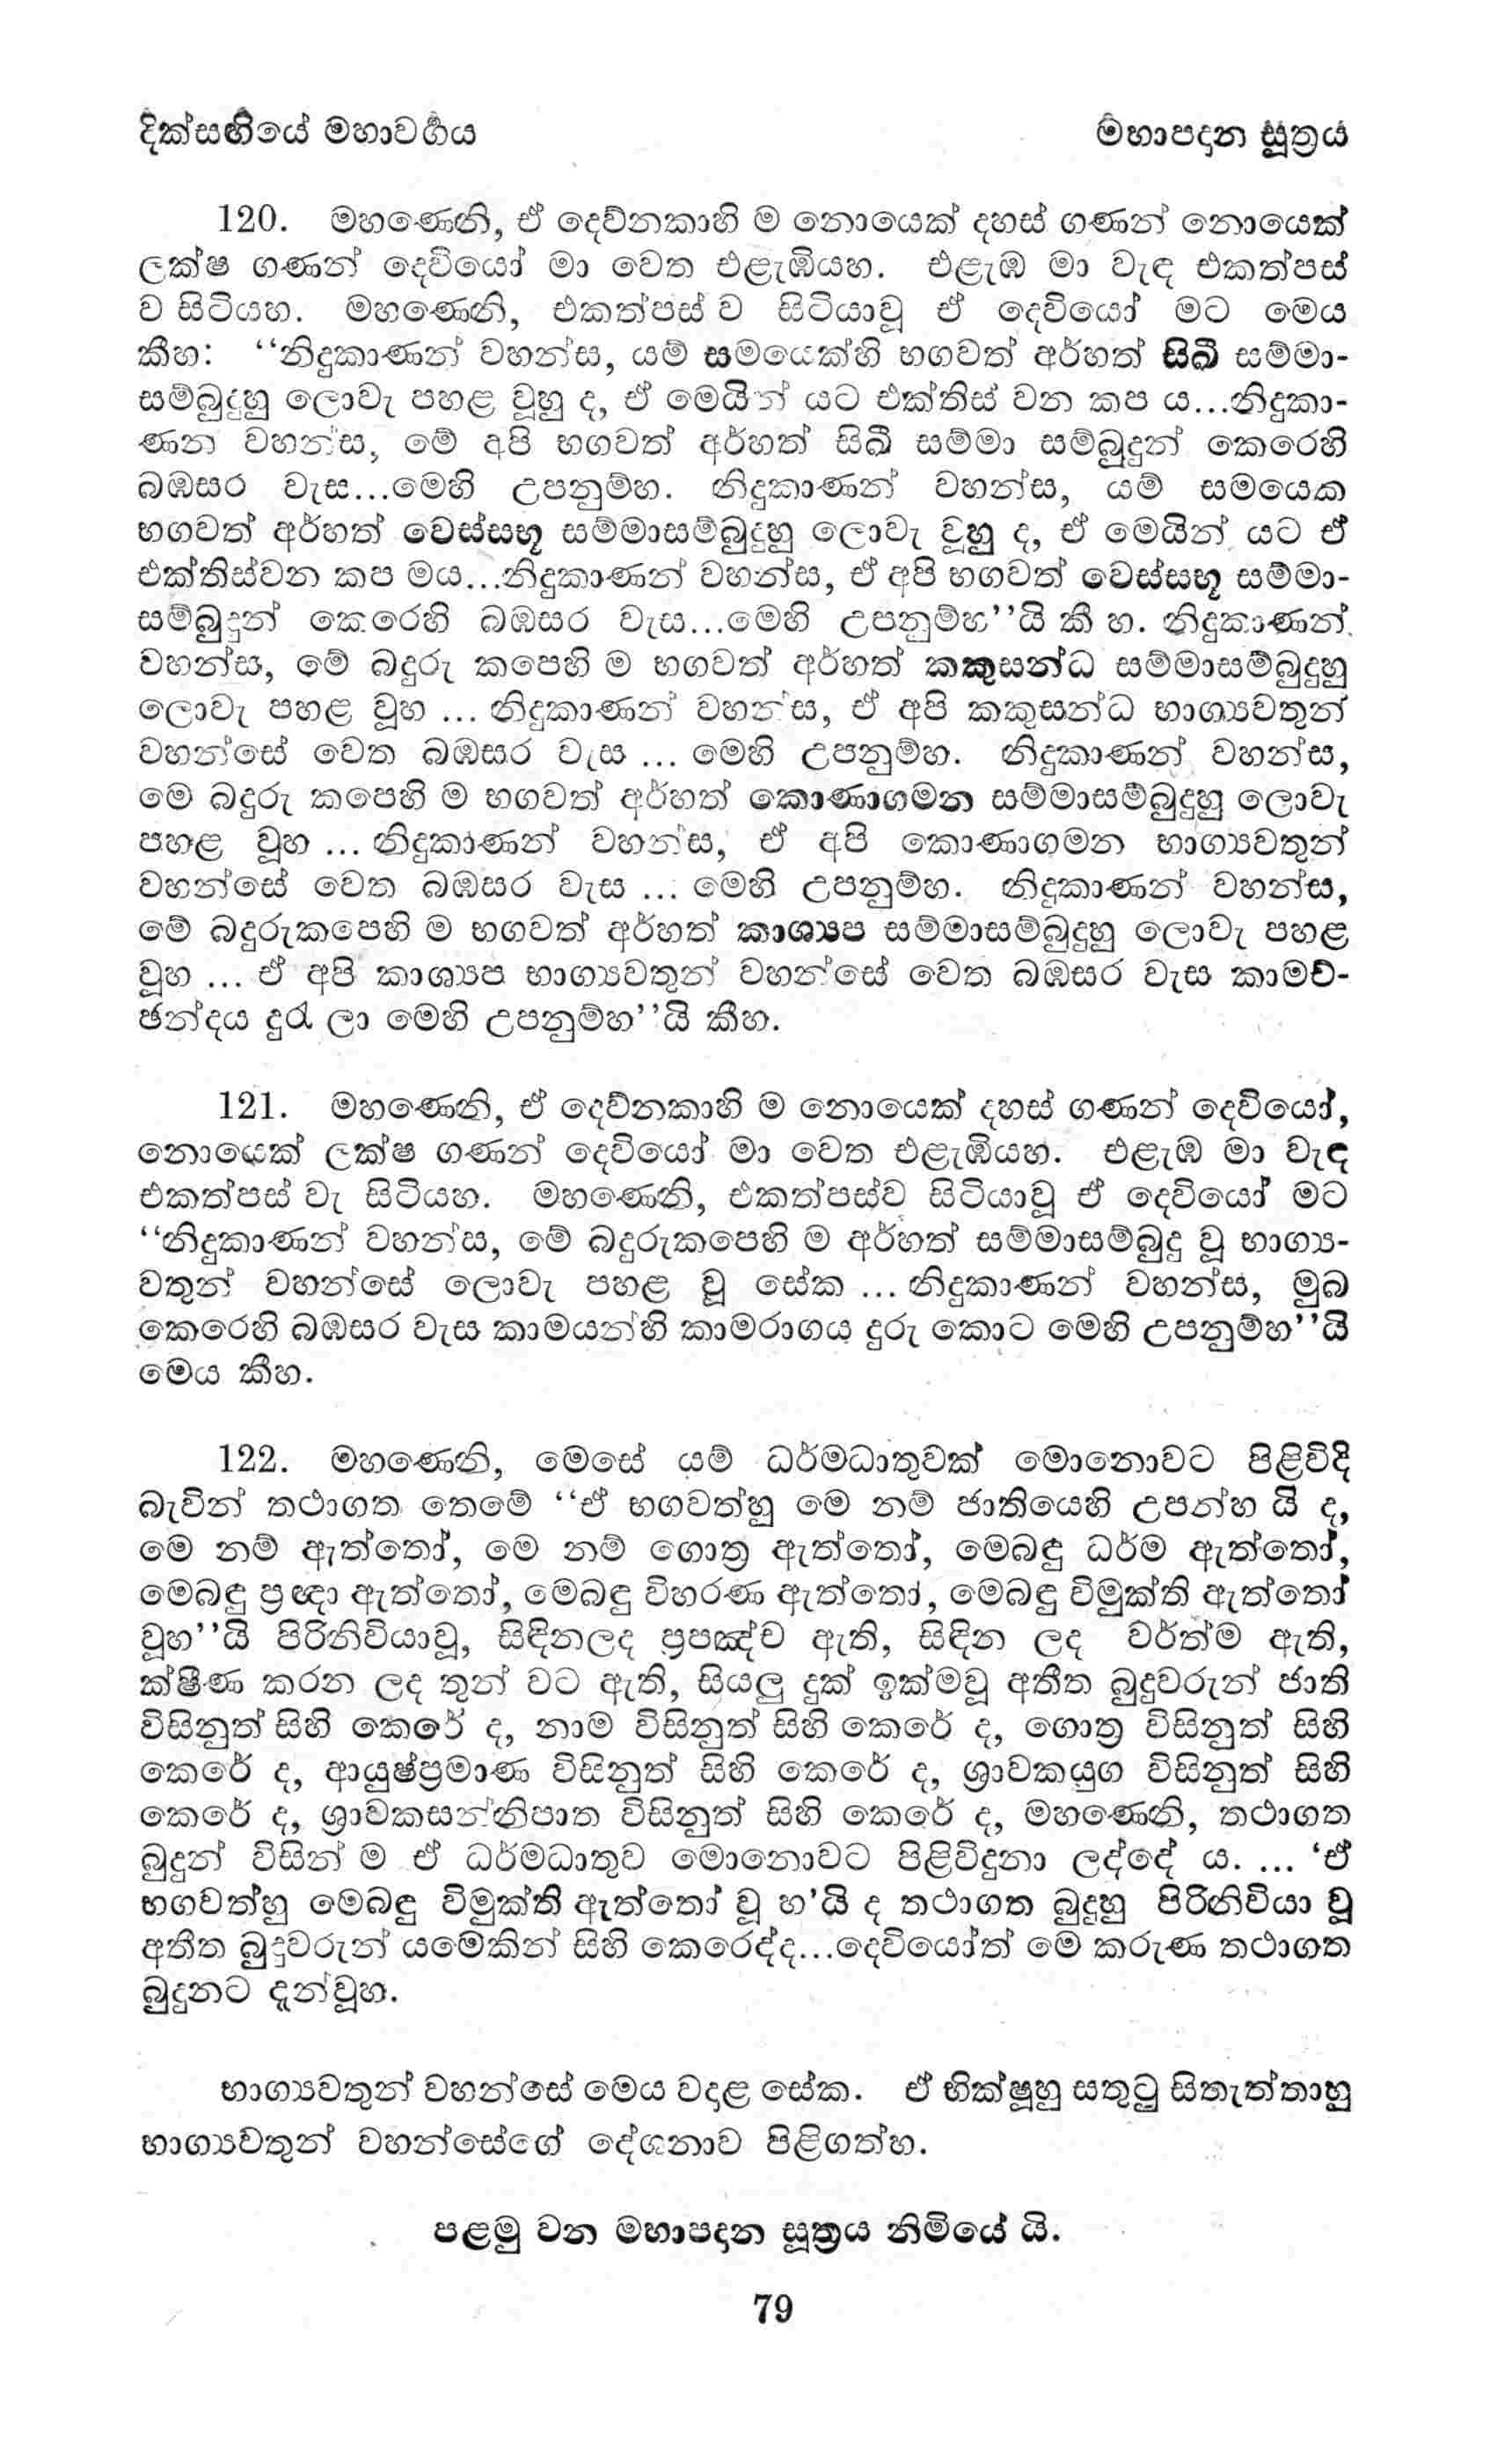 දික්සඟියේ මහාවර්‍ගය
මහාපදාන සූත්‍රය
120. මහණෙනි, ඒ දෙව්නකාහි ම නොයෙක් දහස් ගණන් නොයෙක්
ලක්ෂ ගණන් දෙවියෝ මා වෙත එළැඹියහ. එළැඹ මා වැඳ එකත්පස්
ව සිටියහ. මහණෙනි, එකත්පස් ව සිටියාවූ ඒ දෙවියෝ මට මෙය
කීහ: “නිදුකාණන් වහන්ස, යම් සමයෙක්හි භගවත් අර්හත් සිඛී සම්මා-
සම්බුදුහු ලොවැ පහළ වූහු ද, ඒ මෙයින් යට එක්තිස් වන කප ය...නිදුකා-
ණන වහන්ස, මේ අපි භගවත් අර්හත් සිඛී සම්මා සම්බුදුන් කෙරෙහි
බඹසර වැස...මෙහි උපනුම්හ. නිදුකාණන් වහන්ස, යම් සමයෙක
භගවත් අර්හත් වෙස්සභූ සම්මාසම්බුදුහු ලොවැ වූහු ද, ඒ මෙයින් යට ඒ
එක්තිස්වන කප මය...නිදුකාණන් වහන්ස, ඒ අපි භගවත් වෙස්සභූ සම්මා-
සම්බුදුන් කෙරෙහි බඹසර වැස...මෙහි උපනුම්හ”යි කී හ. නිදුකාණන්
වහන්ස, මේ බදුරු කපෙහි ම භගවත් අර්හත් කකුසන්ධ සම්මාසම්බුදුහු
ලොවැ පහළ වූහ ... නිදුකාණන් වහන්ස, ඒ අපි කකුසන්ධ භාග්‍යවතුන්
වහන්සේ වෙත බඹසර වැස ... මෙහි උපනුම්හ. නිදුකාණන් වහන්ස,
මෙ බදුරු කපෙහි ම භගවත් අර්හත් කොණාගමන සම්මාසම්බුදුහු ලොවැ
පහළ වූහ ... නිදුකාණන් වහන්ස, ඒ අපි කොණාගමන භාග්‍යවතුන්
වහන්සේ වෙත බඹසර වැස ... මෙහි උපනුම්හ. නිදුකාණන් වහන්ස,
මේ බදුරුකපෙහි ම භගවත් අර්හත් කාශ්‍යප සම්මාසම්බුදුහු ලොවැ පහළ
වූහ ... ඒ අපි කාශ්‍යප භාග්‍යවතුන් වහන්සේ වෙත බඹසර වැස කාමච්-
ඡන්දය දුරැ ලා මෙහි උපනුම්හ”යි කීහ.
121. මහණෙනි, ඒ දෙව්නකාහි ම නොයෙක් දහස් ගණන් දෙවියෝ,
නොයෙක් ලක්ෂ ගණන් දෙවියෝ මා වෙත එළැඹියහ. එළැඹ මා වැඳ
එකත්පස් වැ සිටියහ. මහණෙනි, එකත්පස්ව සිටියාවූ ඒ දෙවියෝ මට
“නිදුකාණන් වහන්ස, මේ බදුරුකපෙහි ම අර්හත් සම්මාසම්බුදු වූ භාග්‍ය-
වතුන් වහන්සේ ලොවැ පහළ වූ සේක ... නිදුකාණන් වහන්ස, මුබ
කෙරෙහි බඹසර වැස කාමයන්හි කාමරාගය දුරු කොට මෙහි උපනුම්හ”යි
මෙය කීහ.
122. මහණෙනි, මෙසේ යම් ධර්මධාතුවක් මොනොවට පිළිවිදි
බැවින් තථාගත තෙමේ “ඒ භගවත්හු මෙ නම් ජාතියෙහි උපන්හ යි ද,
මෙ නම් ඇත්තෝ, මෙ නම් ගොත්‍ර ඇත්තෝ, මෙබඳු ධර්ම ඇත්තෝ,
මෙබඳු ප්‍රඥා ඇත්තෝ, මෙබඳු විහරණ ඇත්තෝ, මෙබඳු විමුක්ති ඇත්තෝ
වූහ”යි පිරිනිවියාවූ, සිඳිනලද ප්‍රපඤ්ච ඇති, සිඳින ලද වර්ත්ම ඇති,
ක්ෂීණ කරන ලද තුන් වට ඇති, සියලු දුක් ඉක්මවූ අතීත බුදුවරුන් ජාති
විසිනුත් සිහි කෙරේ ද, නාම විසිනුත් සිහි කෙරේ ද, ගොත්‍ර විසිනුත් සිහි
කෙරේ ද, ආයුෂ්ප්‍රමාණ විසිනුත් සිහි කෙරේ ද, ශ්‍රාවකයුග විසිනුත් සිහි
කෙරේ ද, ශ්‍රාවකසන්නිපාත විසිනුත් සිහි කෙරේ ද, මහණෙනි, තථාගත
බුදුන් විසින් ම ඒ ධර්මධාතුව මොනොවට පිළිවිදුනා ලද්දේ ය. ... ‘ඒ
භගවත්හු මෙබඳු විමුක්ති ඇත්තෝ වූ හ’යි ද තථාගත බුදුහු පිරිනිවියා වූ
අතීත බුදුවරුන් යමෙකින් සිහි කෙරෙද්ද...දෙවියෝත් මෙ කරුණ තථාගත
බුදුනට දැන්වූහ.
භාග්‍යවතුන් වහන්සේ මෙය වදළ සේක. ඒ භික්ෂූහු සතුටු සිතැත්තාහු
භාග්‍යවතුන් වහන්සේගේ දේශනාව පිළිගත්හ.
පළමු වන මහාපදාන සූත්‍රය නිමියේ යි.
79